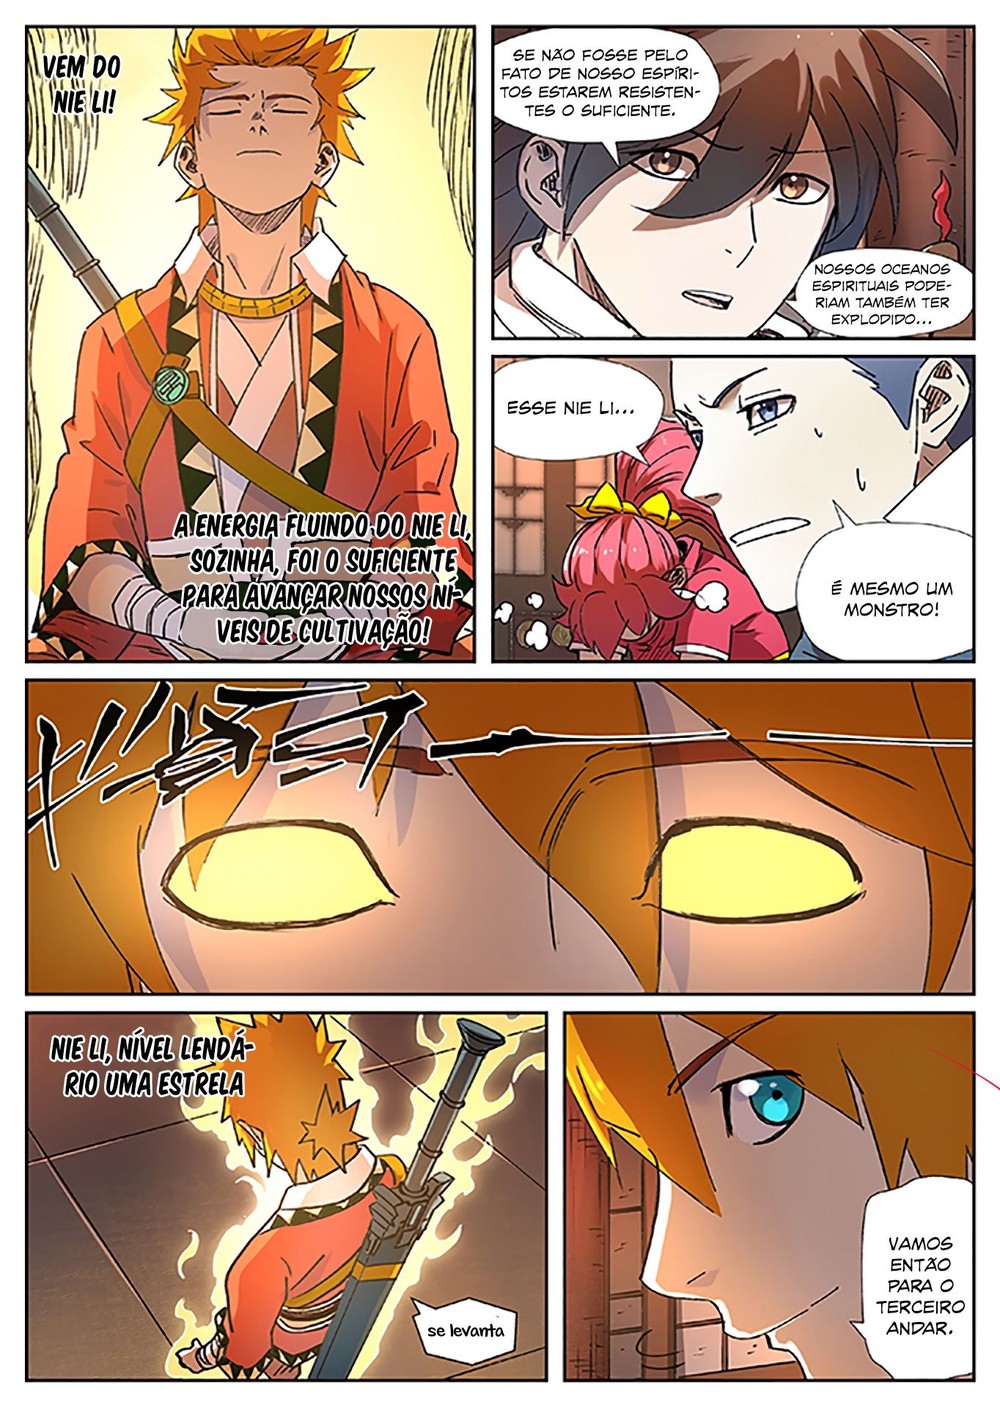 VEM DO
NIE LI!
A ENERGIA FLUINDO DO NIE LI,
SOZINHA, FOI O SUFICIENTE
PARA AVANÇAR NOSSOS NÍ-
VEIS DE CULTIVAÇÃO!
SE NÃO FOSSE PELO
FATO DE NOSSO ESPÍRI-
TOS ESTAREM RESISTEN-
TES O SUFICIENTE.
NOSSOS OCEANOS
ESPIRITUAIS PODE-
RIAM TAMBÉM TER
EXPLODIDO...
ESSE NIE LI...
É MESMO UM
MONSTRO!
NIE LI, NÍVEL LENDÁ-
RIO UMA ESTRELA
se levanta
VAMOS
ENTÃO
PARA O
TERCEIRO
ANDAR.